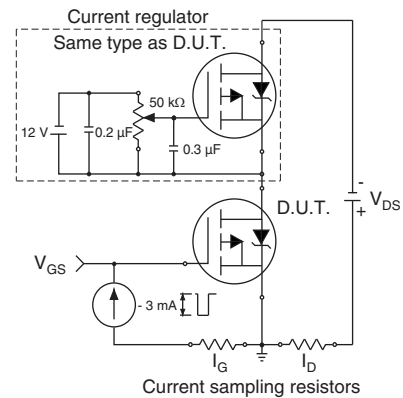 Current regulator
Same type as D.U.T.
50 kΩ
12 V
0.2 µF
0.3 µF
-
+
V_DS
D.U.T.
V_GS
- 3 mA
I_G
I_D
Current sampling resistors